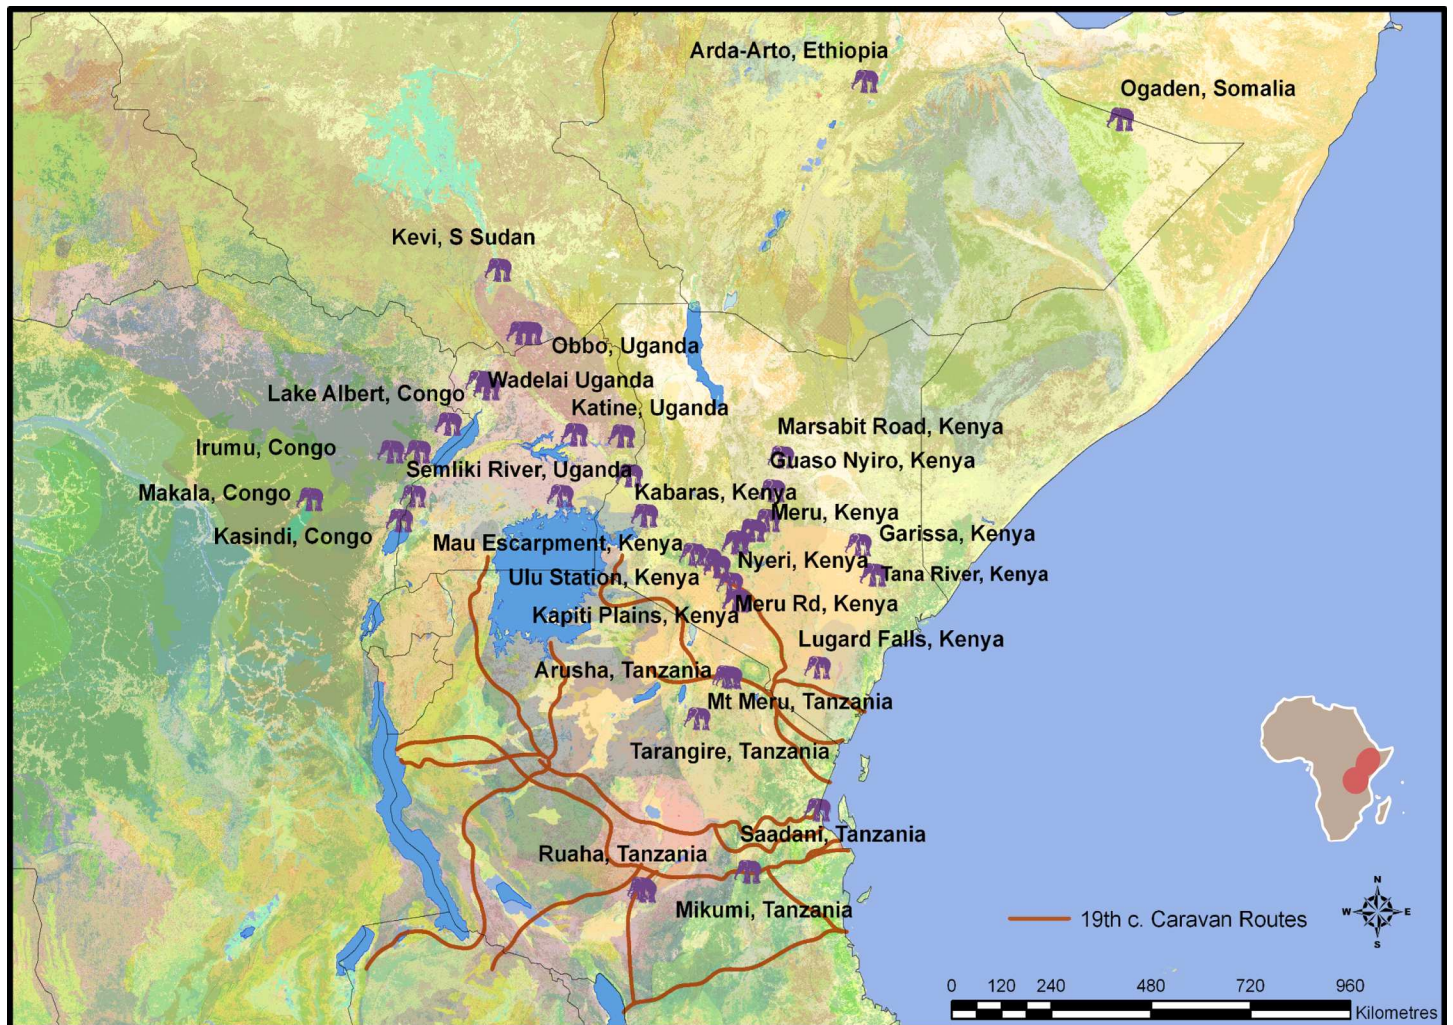 Arda-Arto, Ethiopia
Ogaden, Somalia
Kevi, S Sudan
Obbo, Uganda
Wadelai Uganda
Lake Albert, Congo
Katine, Uganda
Marsabit Road, Kenya
Irumu, Congo
Guaso Nyiro, Kenya
Semliki River, Uganda
Makala, Congo
Kabaras, Kenya
Meru, Kenya
Kasindi, Congo
Garissa, Kenya
Mau Escarpment, Kenya
Nyeri, Kenya
Tana River, Kenya
Ulu Station, Kenya
Meru Rd, Kenya
Kapiti Plains, Kenya
Lugard Falls, Kenya
Arusha, Tanzania
Mt Meru, Tanzania
Tarangire, Tanzania
Saadani, Tanzania
Ruaha, Tanzania
Mikumi, Tanzania
19th c. Caravan Routes
N
W E
S
0 120 240 480 720 960
Kilometres